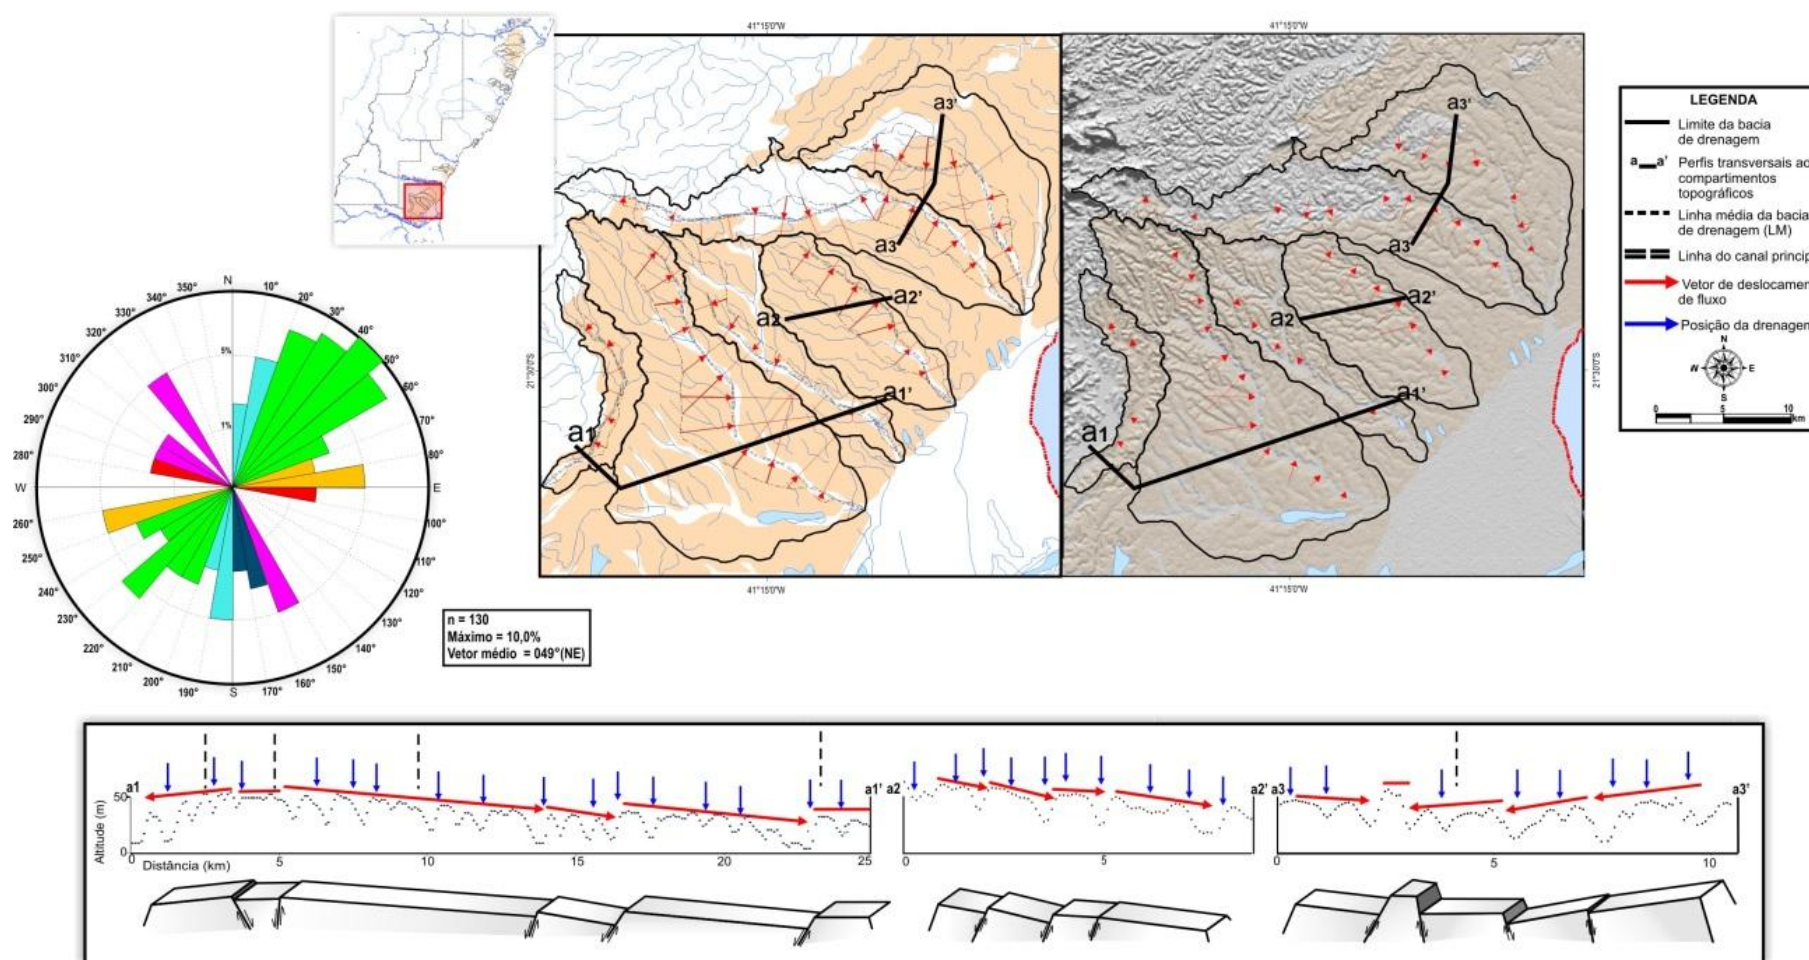 41°15'0"W
41°15'0"W
a3'
a3
a2'
a2
a1'
a1
21°30'0"S
41°15'0"W
a3'
a3
a2'
a2
a1'
a1
21°30'0"S
41°15'0"W
LEGENDA
Limite da bacia
de drenagem
a a' Perfis transversais ao
compartimentos
topográficos
Linha média da bacia
de drenagem (LM)
Linha do canal princip
Vetor de deslocamen
de fluxo
Posição da drenagem
N
W E
S
0 5 10
km
N
10°
20°
30°
40°
50°
60°
70°
80°
E
100°
110°
120°
130°
140°
150°
160°
170°
S
190°
200°
210°
220°
230°
240°
250°
260°
W
280°
290°
300°
310°
320°
330°
340°
350°
5%
1%
n = 130
Máximo = 10,0%
Vetor médio = 049°(NE)
Altitude (m)
50
0
a1 a1'
Distância (km)
5 10 15 20 25
a2 a2'
0 5
a3 a3'
0 5 10